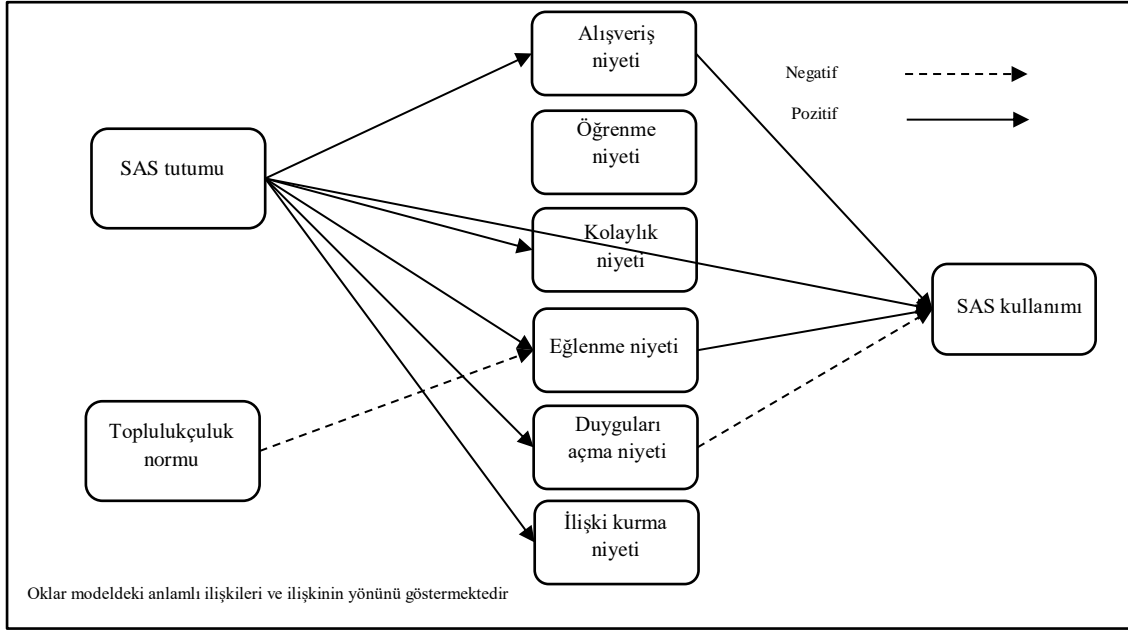 Alışveriş
niyeti
Negatif
Pozitif
Öğrenme
niyeti
SAS tutumu
Kolaylık
niyeti
SAS kullanımı
Eğlenme niyeti
Toplulukçuluk
normu
Duyguları
açma niyeti
İlişki kurma
niyeti
Oklar modeldeki anlamlı ilişkileri ve ilişkinin yönünü göstermektedir